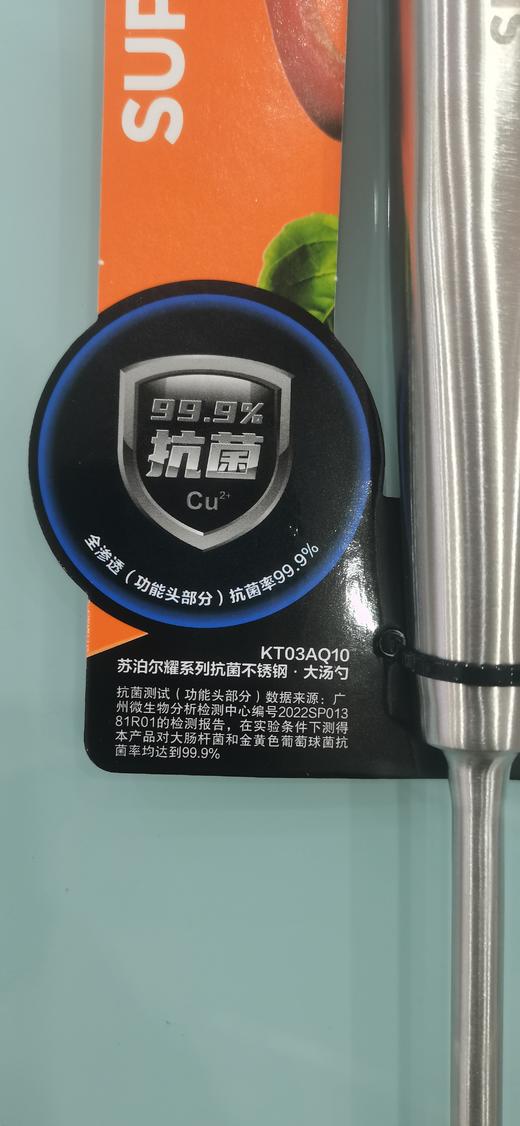 SUP
99.9%
抗菌
Cu²⁺
全渗透（功能头部分）抗菌率99.9%
KT03AQ10
苏泊尔耀系列抗菌不锈钢·大汤勺
抗菌测试（功能头部分）数据来源：广
州微生物分析检测中心编号2022SP013
81R01的检测报告，在实验条件下测得
本产品对大肠杆菌和金黄色葡萄球菌抗
菌率均达到99.9%